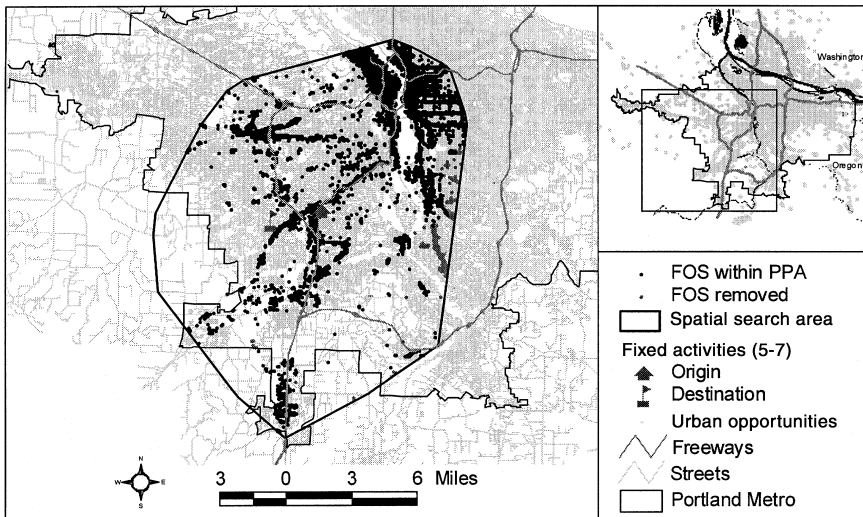 Washington
Oregon
FOS within PPA
FOS removed
Spatial search area
Fixed activities (5-7)
Origin
Destination
Urban opportunities
Freeways
Streets
Portland Metro
N
W E
S
3 0 3 6 Miles